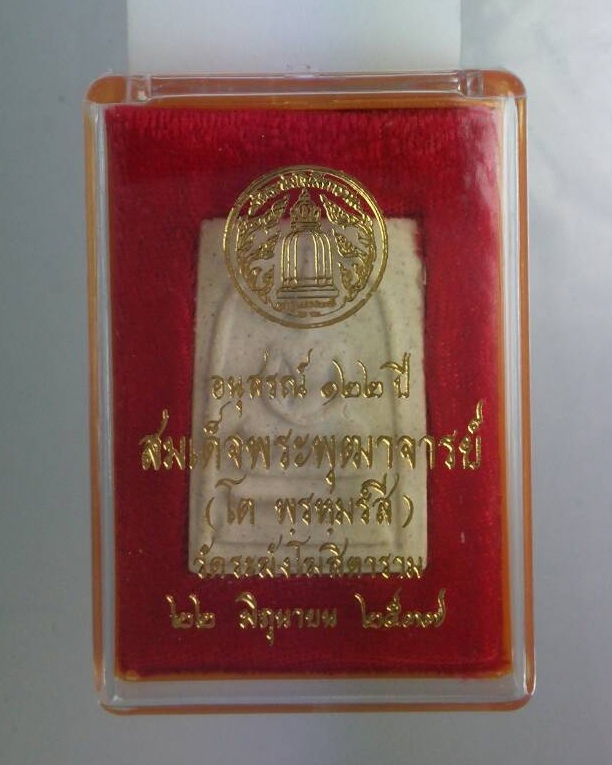 อนุสรณ์ ๑๒๒ ปี
สมเด็จพระพุฒาจารย์
(โต พฺรหฺมรํสี)
วัดระฆังโฆสิตาราม
๒๒ มิถุนายน ๒๕๓๗